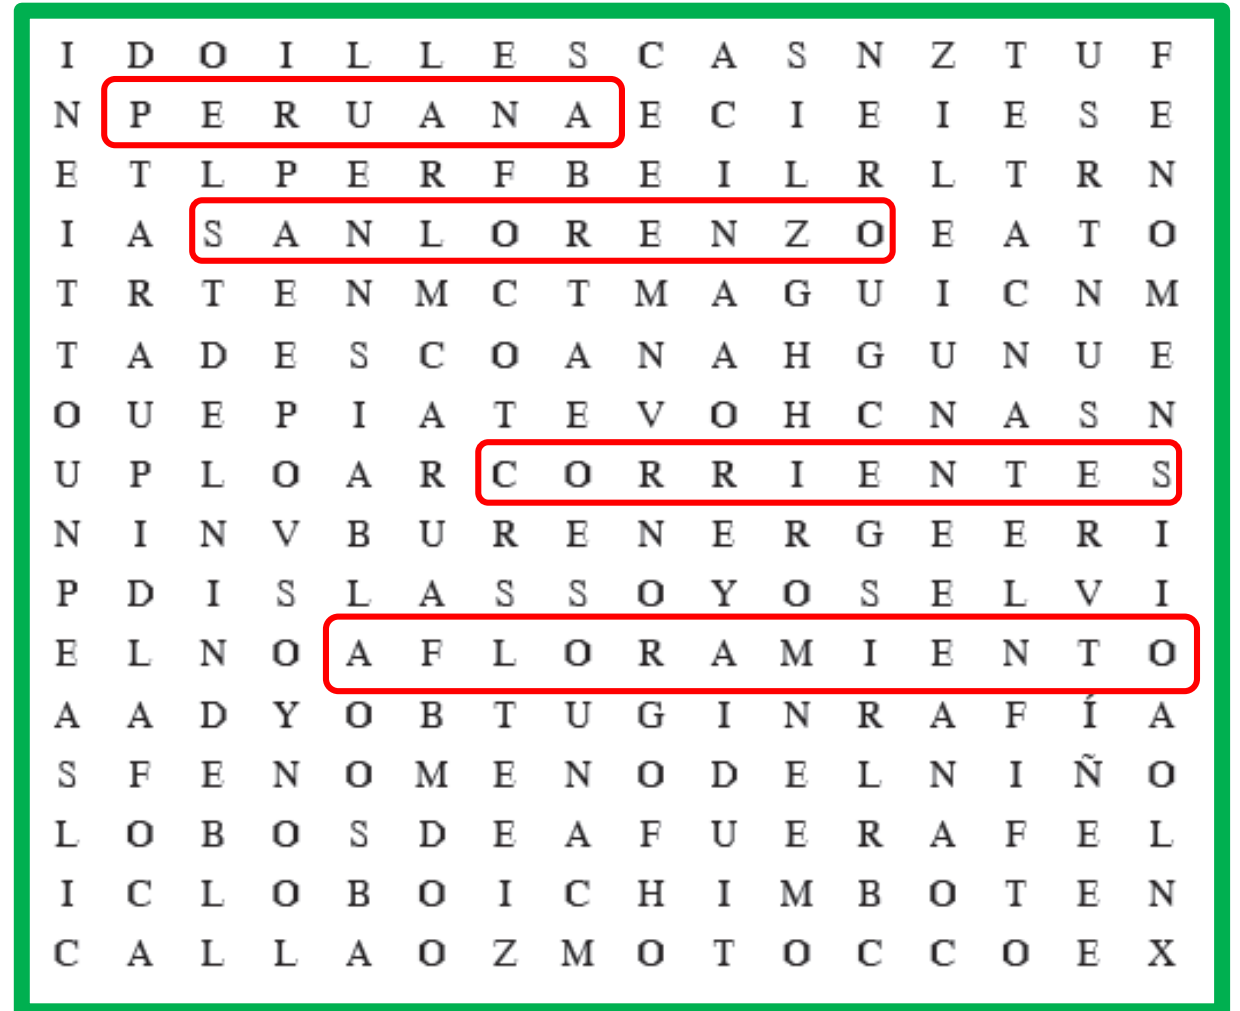 I D O I L L E S C A S N Z T U F
N P E R U A N A E C I E I E S E
E T L P E R F B E I L R L T R N
I A S A N L O R E N Z O E A T O
T R T E N M C T M A G U I C N M
T A D E S C O A N A H G U N U E
O U E P I A T E V O H C N A S N
U P L O A R C O R R I E N T E S
N I N V B U R E N E R G E E R I
P D I S L A S S O Y O S E L V I
E L N O A F L O R A M I E N T O
A A D Y O B T U G I N R A F Í A
S F E N O M E N O D E L N I Ñ O
L O B O S D E A F U E R A F E L
I C L O B O I C H I M B O T E N
C A L L A O Z M O T O C C O E X